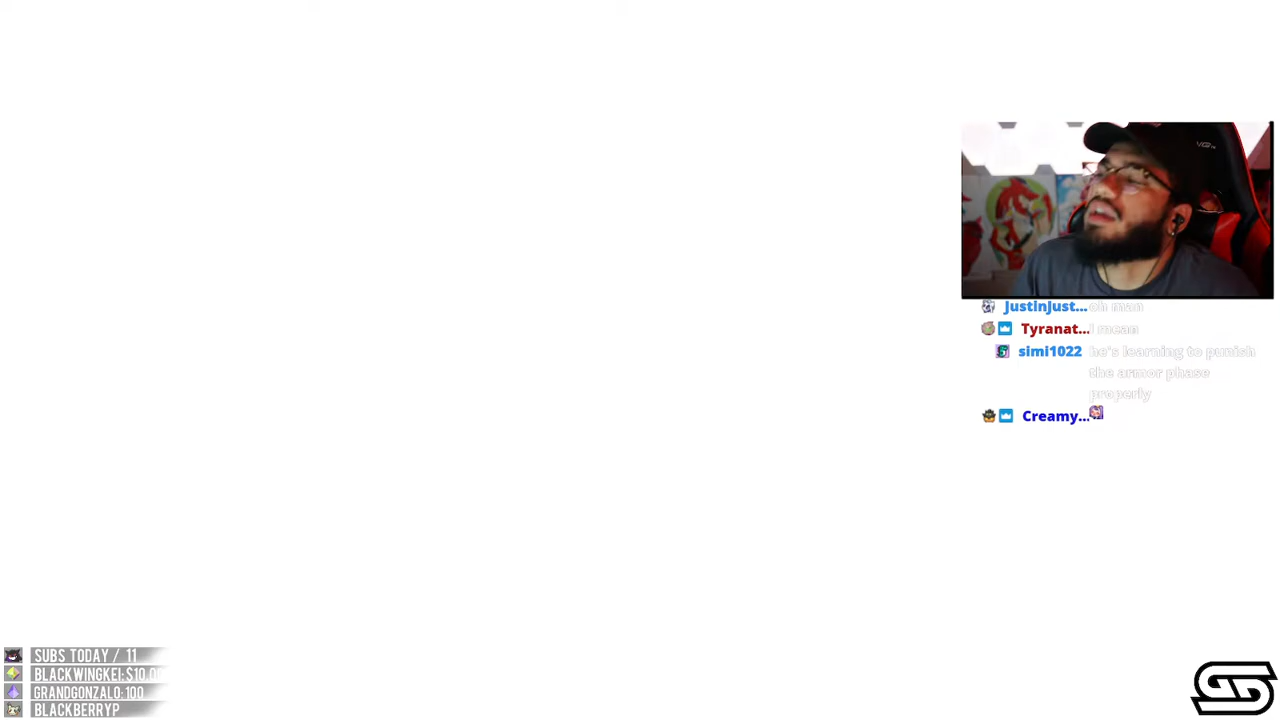 JustinJust... oh man
Tyranat... I mean
simi1022 he's learning to punish
the armor phase
properly
Creamy...
SUBS TODAY / 11
BLACKWINGKEI: $10.00
GRANDGONZALO: 100
BLACKBERRYP